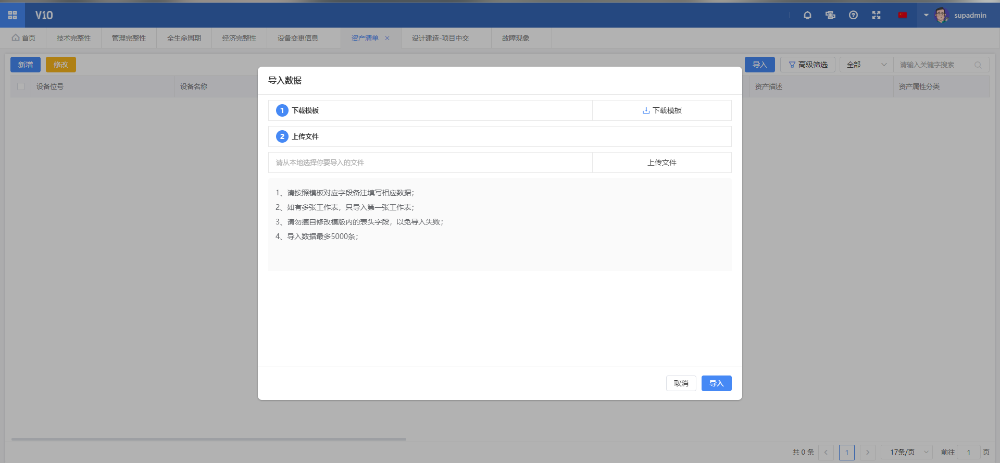 V10
supadmin
首页
技术完整性
管理完整性
全生命周期
经济完整性
设备变更信息
资产清单
设计建造-项目中交
故障现象
新增
修改
导入
高级筛选
全部
请输入关键字搜索
设备位号
设备名称
资产描述
资产属性分类
导入数据
1 下载模板
下载模板
2 上传文件
请从本地选择你要导入的文件
上传文件
1、请按照模板对应字段备注填写相应数据；
2、如有多张工作表，只导入第一张工作表；
3、请勿擅自修改模版内的表头字段，以免导入失败；
4、导入数据最多5000条；
取消
导入
共 0 条
1
17条/页
前往 1 页